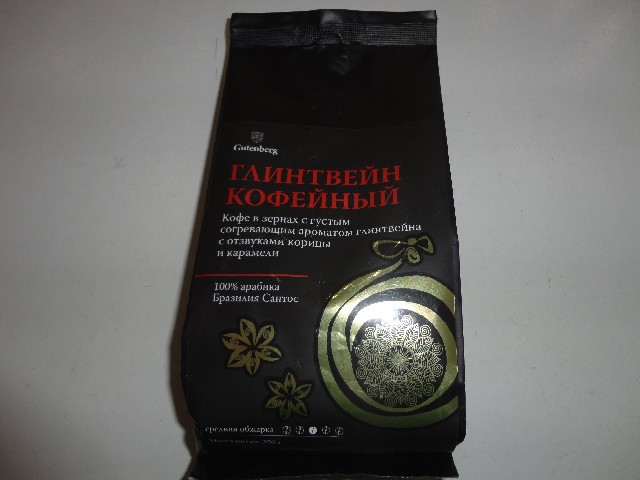 Gutenberg
ГЛИНТВЕЙН
КОФЕЙНЫЙ
Кофе в зернах с густым
согревающим ароматом глинтвейна
с отзвуками корицы
и карамели
100% арабика
Бразилия Сантос
средняя обжарка